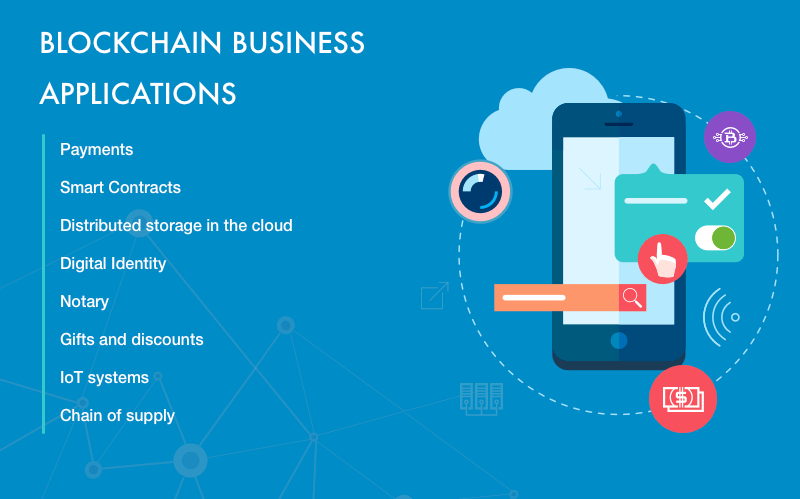 BLOCKCHAIN BUSINESS
APPLICATIONS
Payments
Smart Contracts
Distributed storage in the cloud
Digital Identity
Notary
Gifts and discounts
IoT systems
Chain of supply